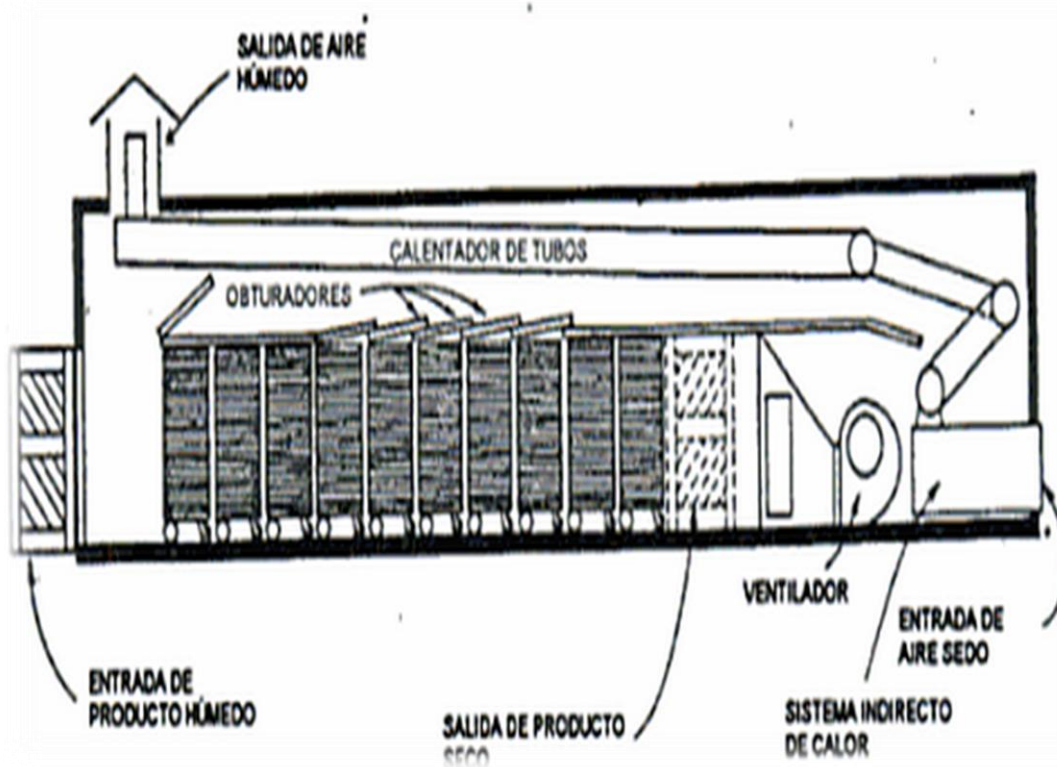 SALIDA DE AIRE
HÚMEDO
CALENTADOR DE TUBOS
OBTURADORES
VENTILADOR
ENTRADA DE
AIRE SEDO
ENTRADA DE
PRODUCTO HÚMEDO
SALIDA DE PRODUCTO
SECO
SISTEMA INDIRECTO
DE CALOR